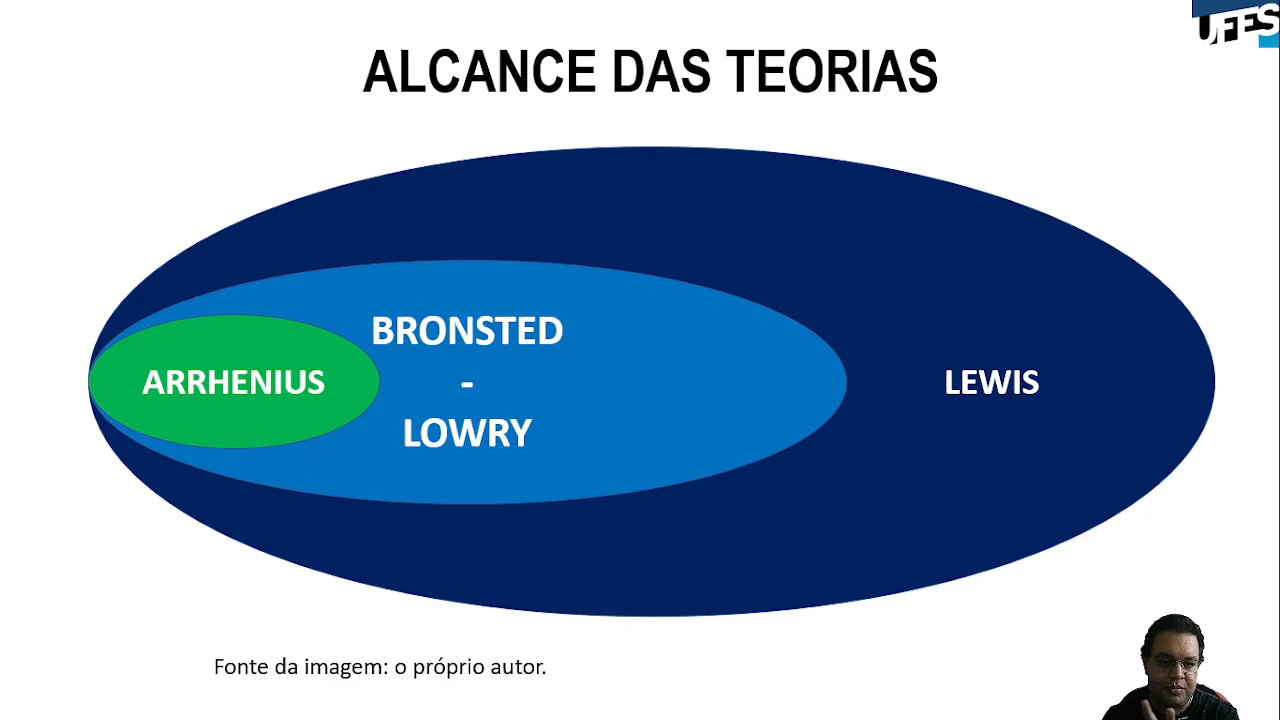 UFES
ALCANCE DAS TEORIAS
BRONSTED
-
LOWRY
ARRHENIUS
LEWIS
Fonte da imagem: o próprio autor.